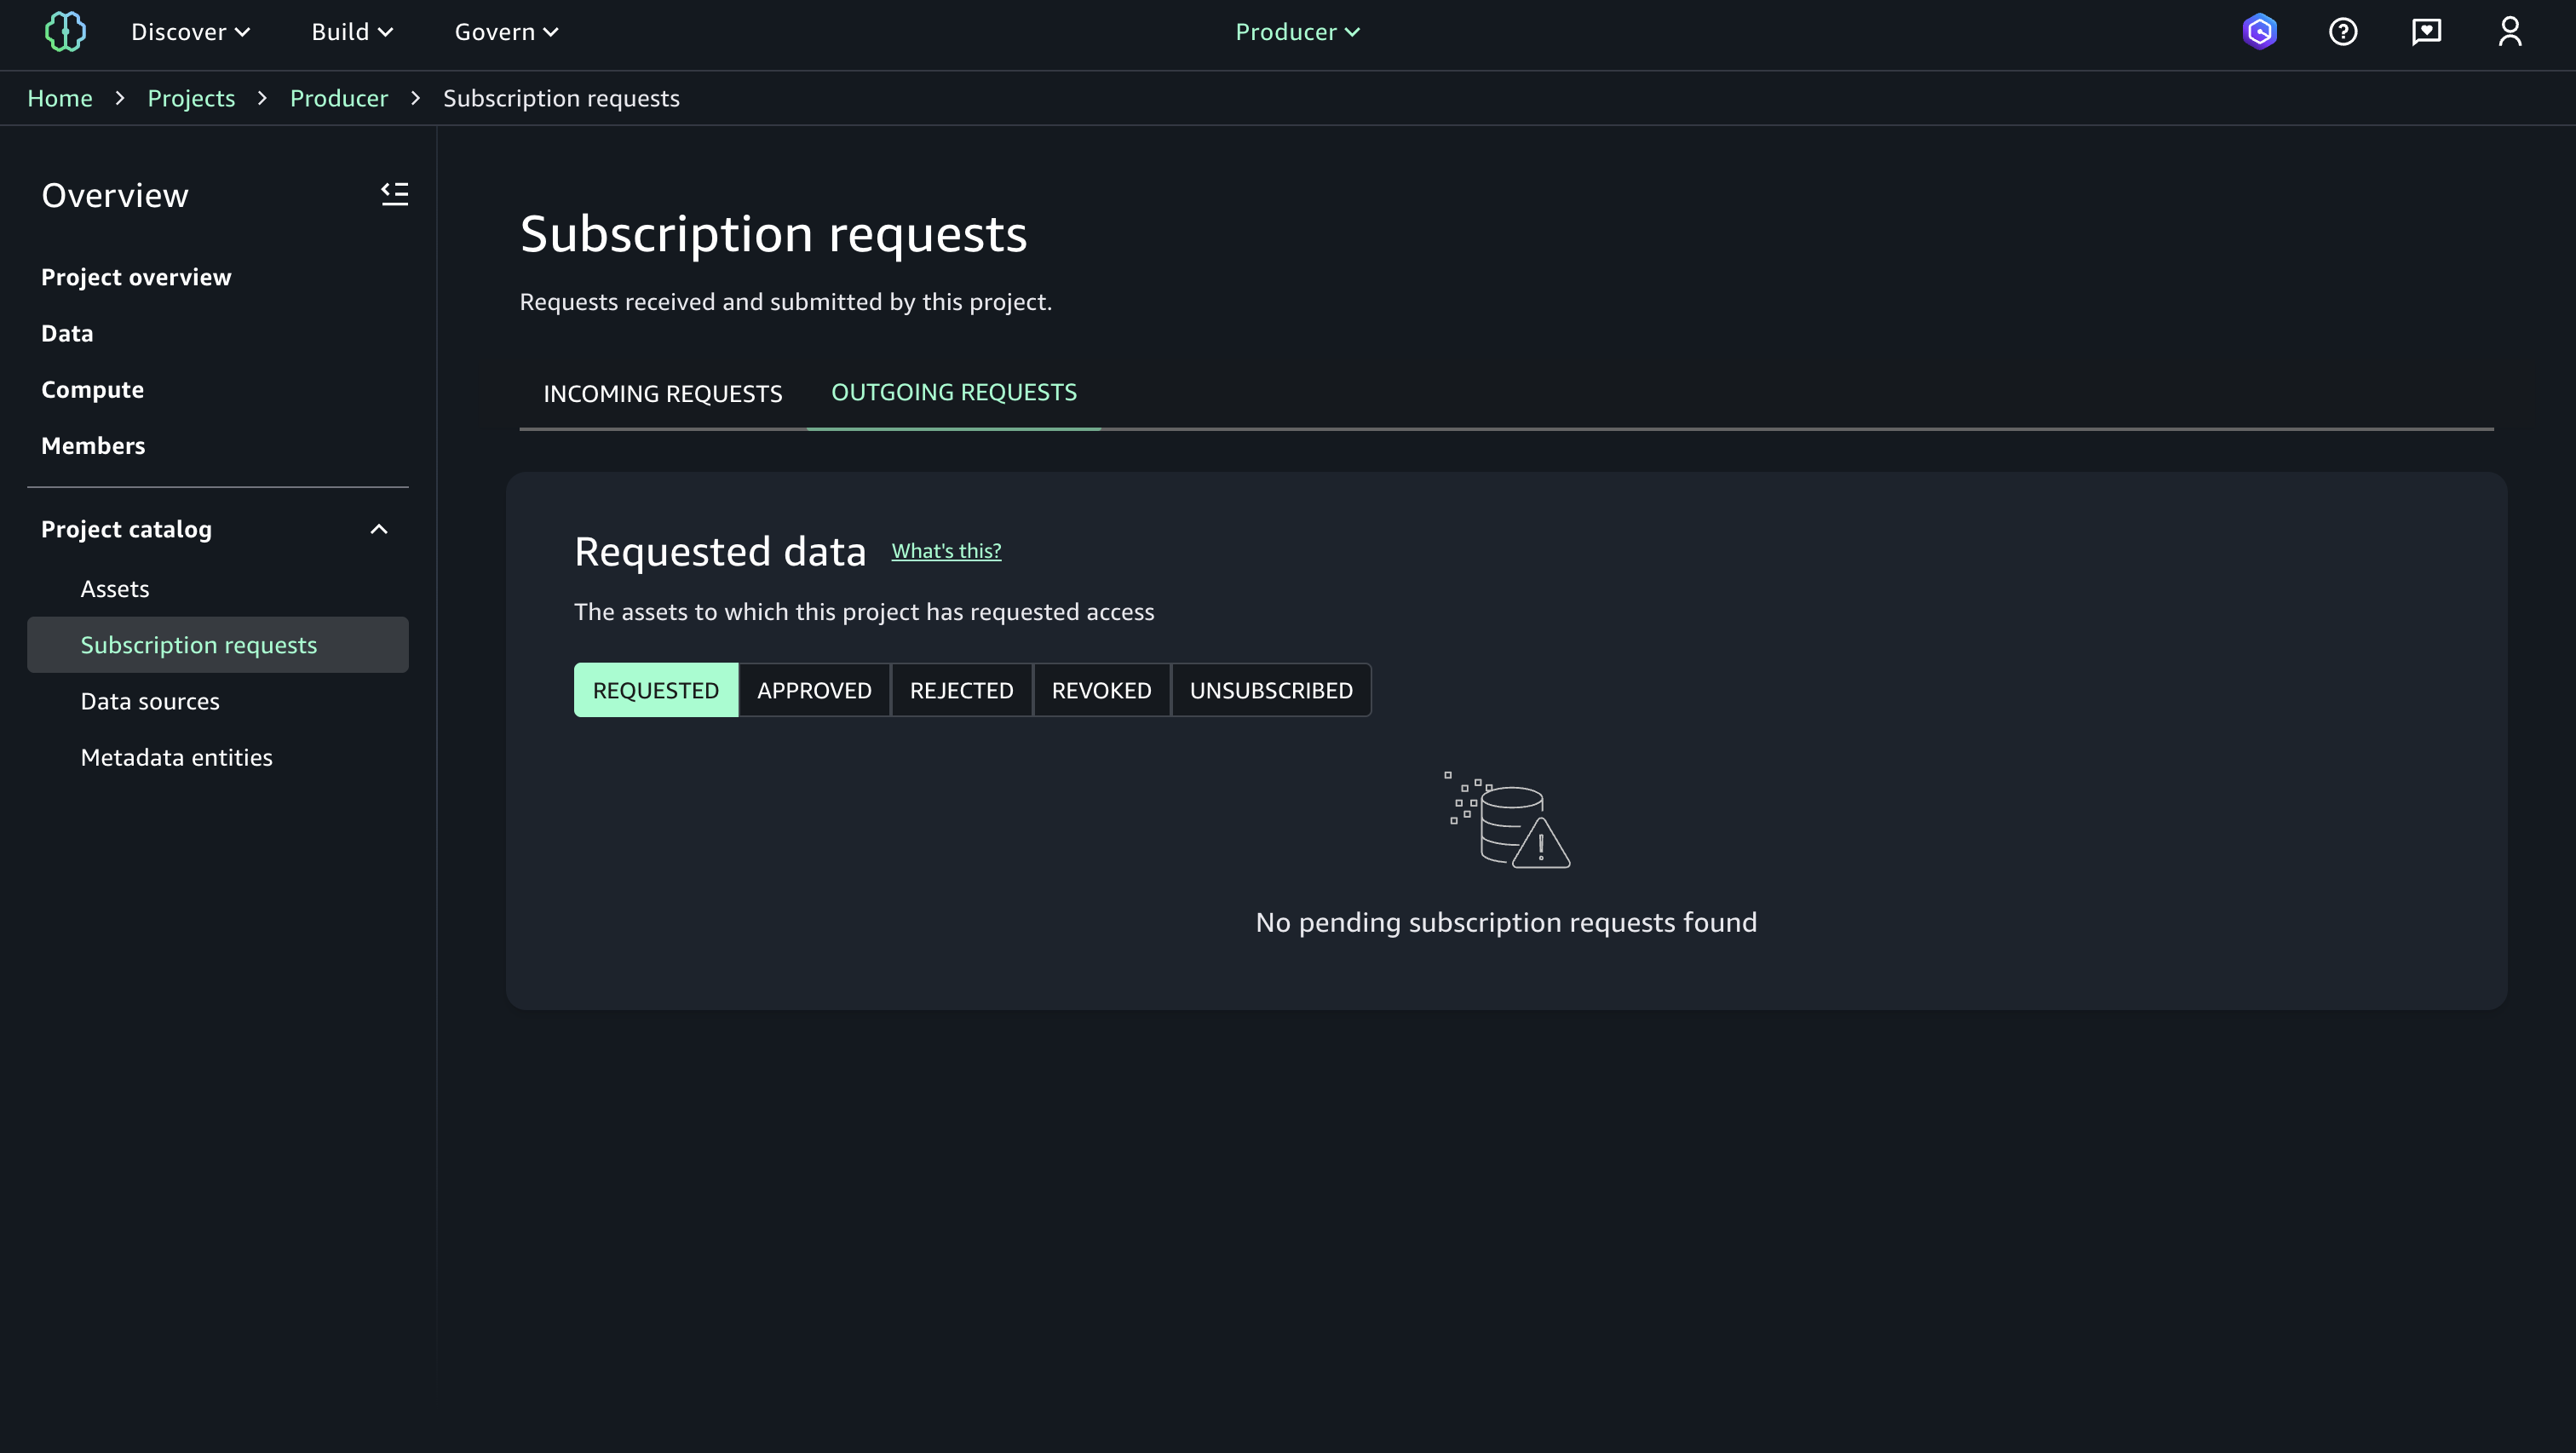 Discover Build Govern Producer
Home Projects Producer Subscription requests
Overview
Project overview
Data
Compute
Members
Project catalog
Assets
Subscription requests
Data sources
Metadata entities
Subscription requests
Requests received and submitted by this project.
INCOMING REQUESTS OUTGOING REQUESTS
Requested data What's this?
The assets to which this project has requested access
REQUESTED APPROVED REJECTED REVOKED UNSUBSCRIBED
No pending subscription requests found